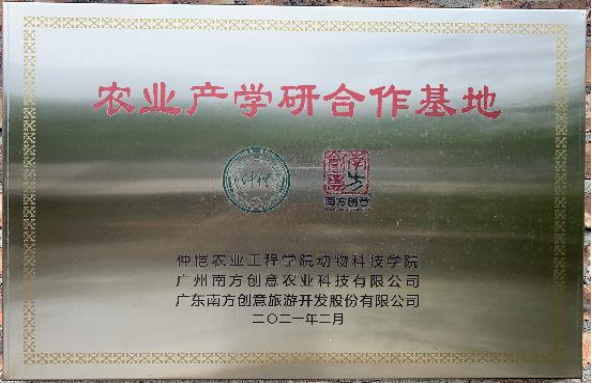 农业产学研合作基地
仲恺
南方创意
仲恺农业工程学院动物科技学院
广州南方创意农业科技有限公司
广东南方创意旅游开发股份有限公司
二〇二一年二月